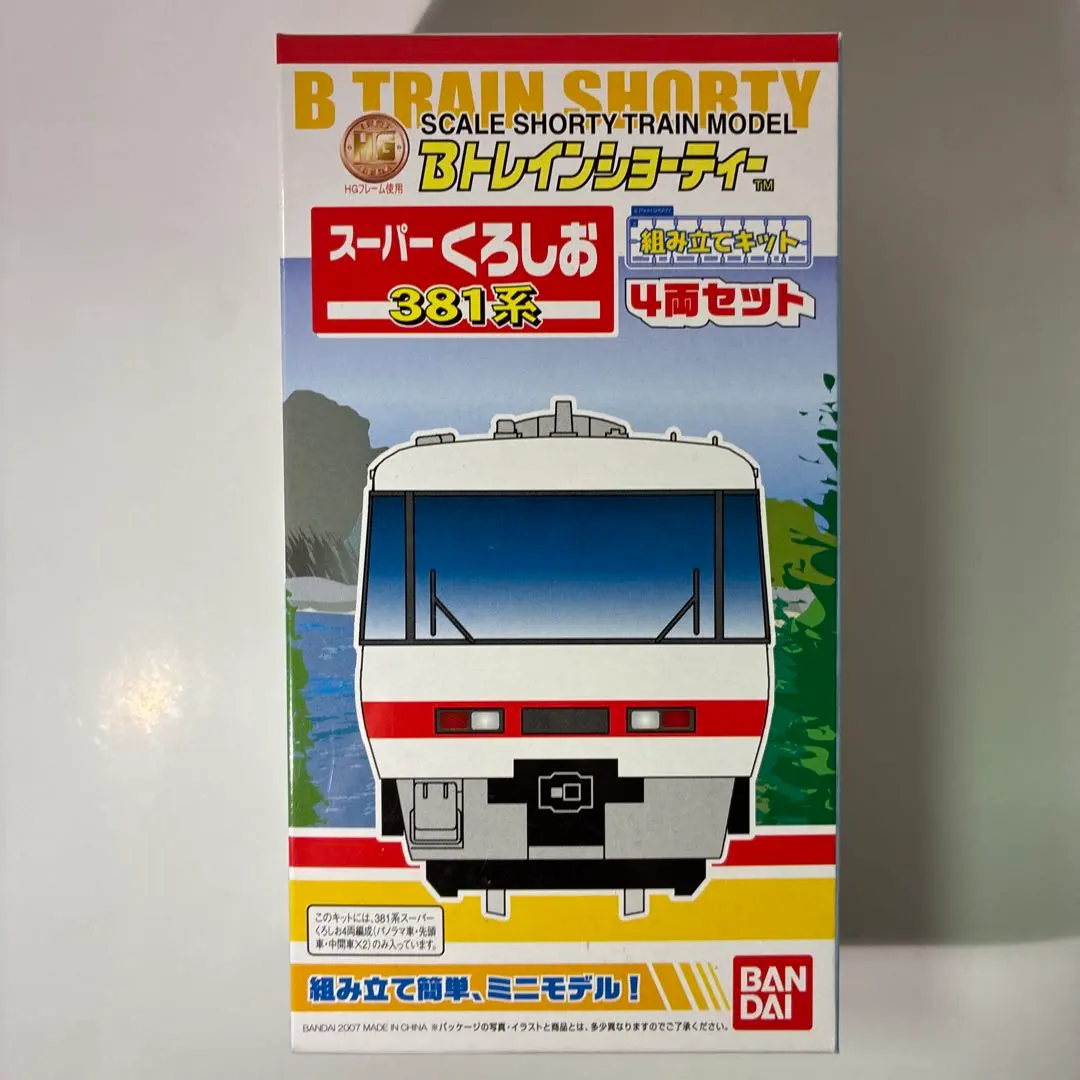 B TRAIN SHORTY
SCALE SHORTY TRAIN MODEL
HG
HGフレーム使用
Bトレインショーティー™
スーパーくろしお
381系
組み立てキット
4両セット
このキットには、381系スーパー
くろしお4両編成(パノラマ車・先頭
車・中間車×2)のみ入っています。
組み立て簡単、ミニモデル!
BAN
DAI
BANDAI 2007 MADE IN CHINA ※パッケージの写真・イラストと商品とは、多少異なりますのでご了承ください。